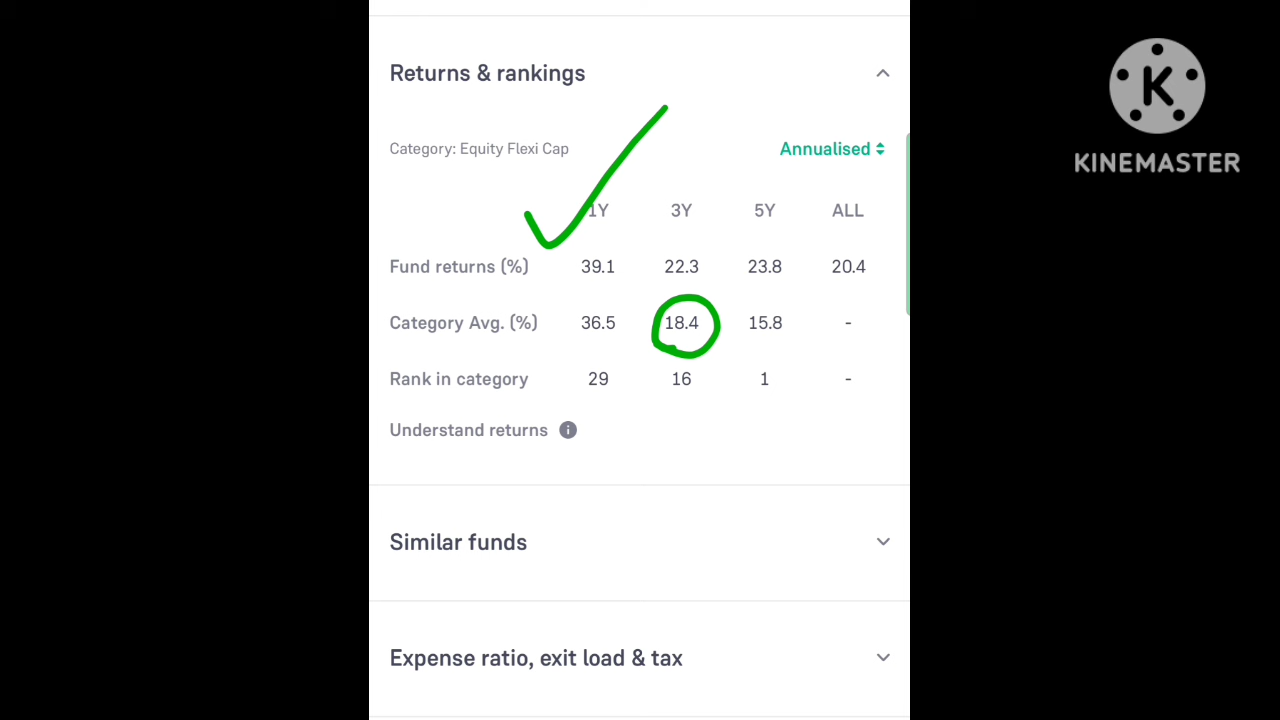 Returns & rankings
Category: Equity Flexi Cap Annualised
1Y 3Y 5Y ALL
Fund returns (%) 39.1 22.3 23.8 20.4
Category Avg. (%) 36.5 18.4 15.8 -
Rank in category 29 16 1 -
Understand returns
Similar funds
Expense ratio, exit load & tax
K
KINEMASTER